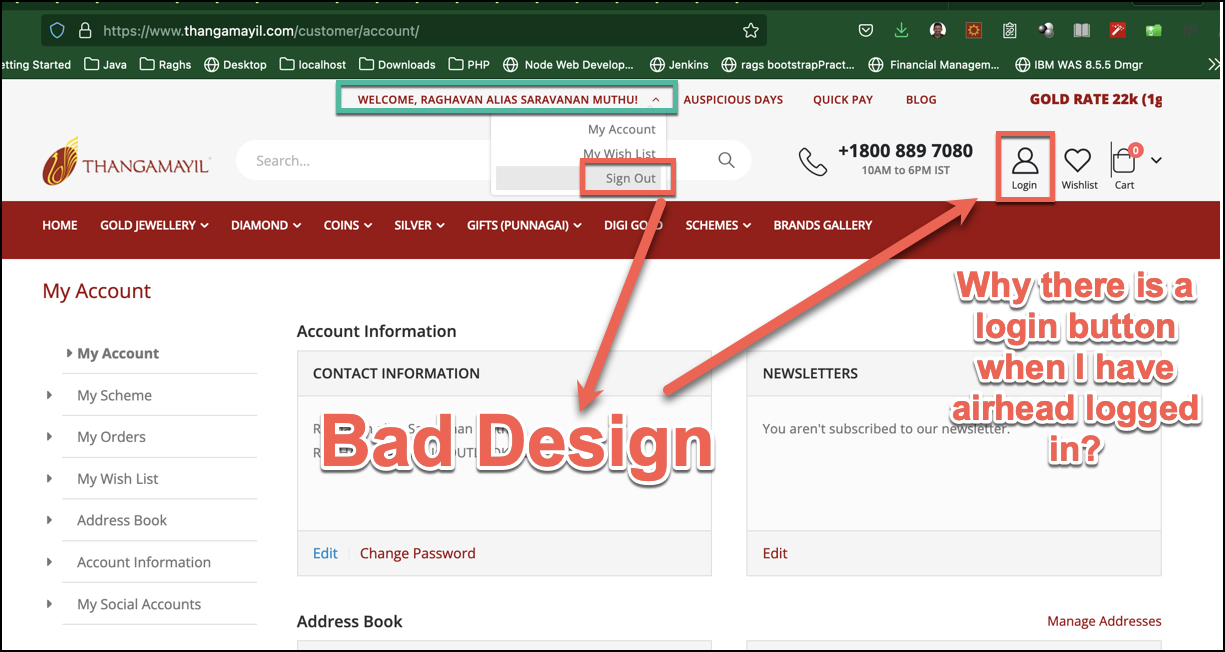 https://www.thangamayil.com/customer/account/
etting Started Java Raghs Desktop localhost Downloads PHP Node Web Develop... Jenkins rags bootstrapPract... Financial Managem... IBM WAS 8.5.5 Dmgr
WELCOME, RAGHAVAN ALIAS SARAVANAN MUTHU! AUSPICIOUS DAYS QUICK PAY BLOG GOLD RATE 22k (1g
My Account
My Wish List
Sign Out
THANGAMAYIL
Search...
+1800 889 7080
10AM to 6PM IST
Login Wishlist Cart
0
HOME GOLD JEWELLERY DIAMOND COINS SILVER GIFTS (PUNNAGAI) DIGI GOLD SCHEMES BRANDS GALLERY
My Account
Why there is a
login button
when I have
airhead logged
in?
My Account
My Scheme
My Orders
My Wish List
Address Book
Account Information
My Social Accounts
Account Information
CONTACT INFORMATION
Bad Design
Edit Change Password
NEWSLETTERS
You aren't subscribed to our newsletter.
Edit
Address Book
Manage Addresses